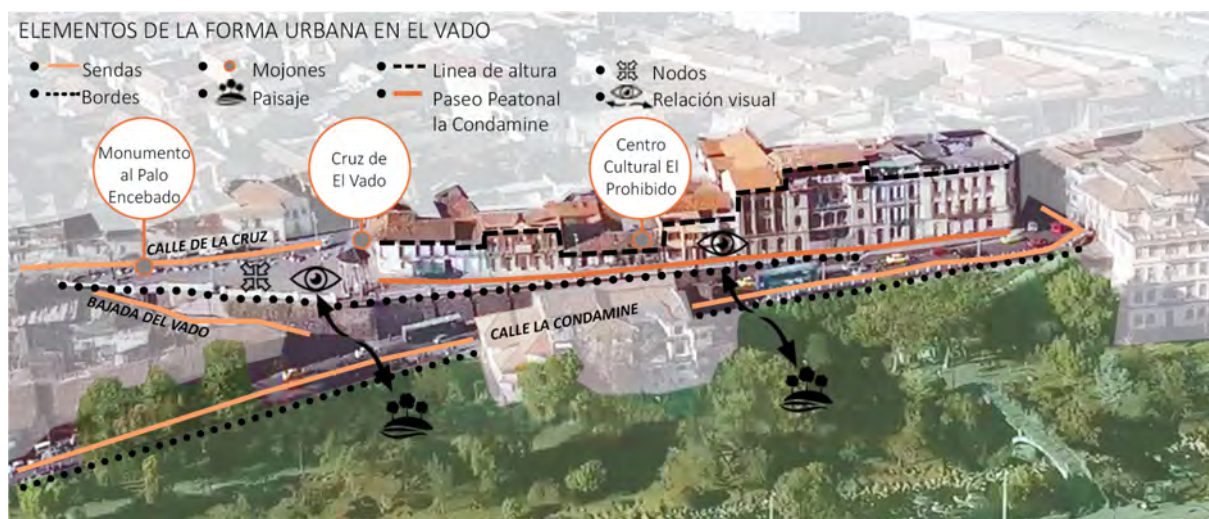 ELEMENTOS DE LA FORMA URBANA EN EL VADO
Sendas
Mojones
Linea de altura
Nodos
Bordes
Paisaje
Paseo Peatonal
la Condamine
Relación visual
Monumento
al Palo
Encebado
Cruz de
El Vado
Centro
Cultural El
Prohibido
CALLE DE LA CRUZ
BAJADA DEL VADO
CALLE LA CONDAMINE